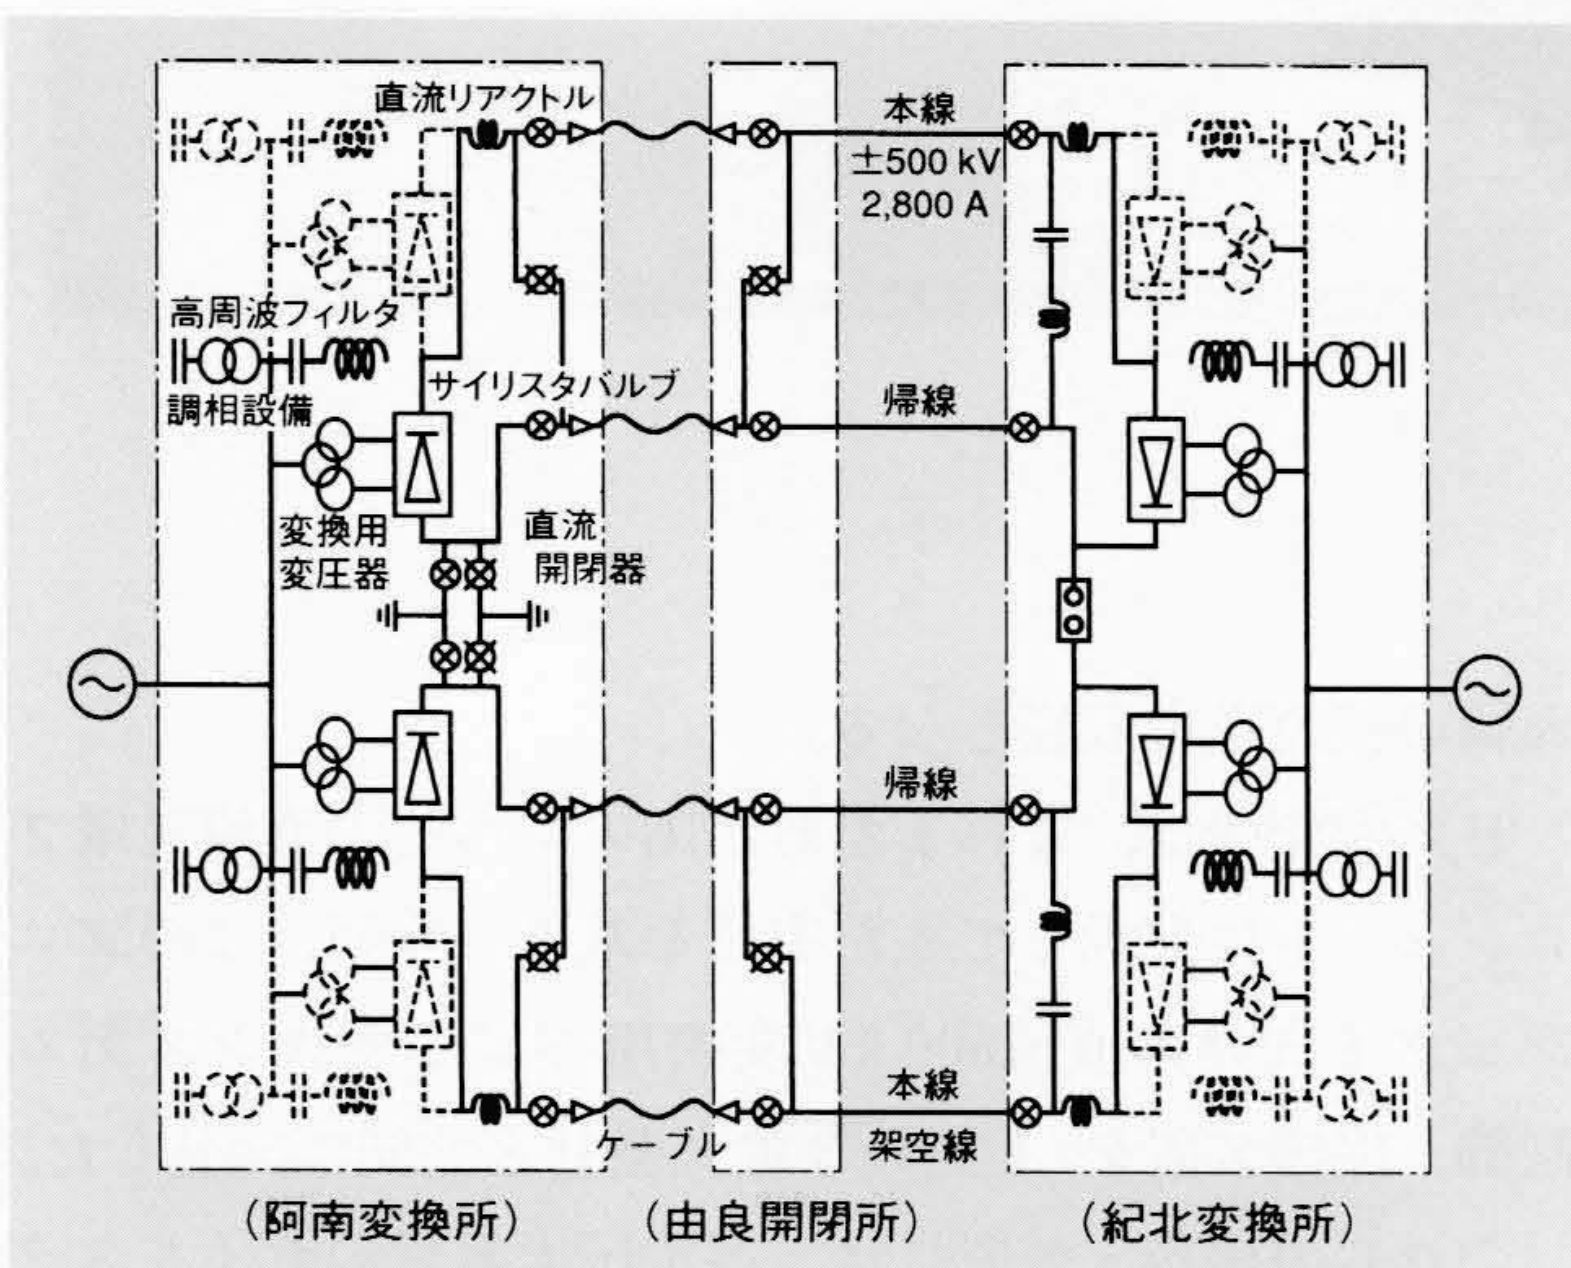 直流リアクトル
本線
±500 kV
2,800 A
高周波フィルタ
調相設備
サイリスタバルブ
帰線
変換用
変圧器
直流
開閉器
帰線
本線
ケーブル
架空線
(阿南変換所)
(由良開閉所)
(紀北変換所)